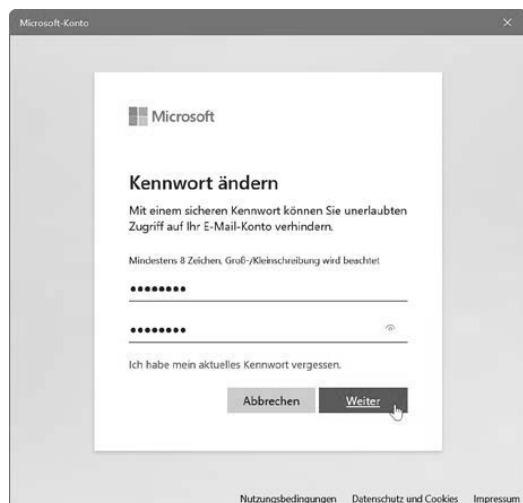 Microsoft-Konto
Microsoft
Kennwort ändern
Mit einem sicheren Kennwort können Sie unerlaubten
Zugriff auf Ihr E-Mail-Konto verhindern.
Mindestens 8 Zeichen, Groß-/Kleinschreibung wird beachtet
●●●●●●●●
●●●●●●●●
Ich habe mein aktuelles Kennwort vergessen.
Abbrechen Weiter
Nutzungsbedingungen Datenschutz und Cookies Impressum